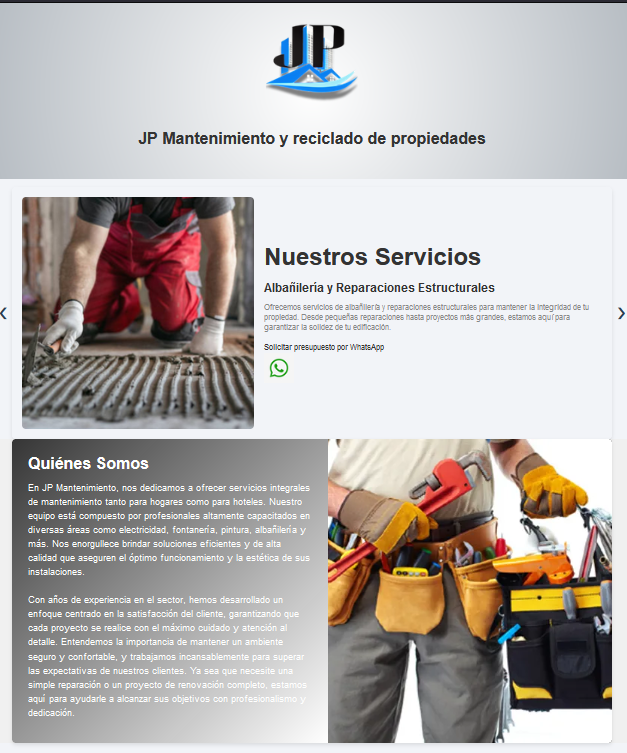 JP
JP Mantenimiento y reciclado de propiedades
‹
›
Nuestros Servicios
Albañilería y Reparaciones Estructurales
Ofrecemos servicios de albañilería y reparaciones estructurales para mantener la integridad de tu
propiedad. Desde pequeñas reparaciones hasta proyectos más grandes, estamos aquí para
garantizar la solidez de tu edificación.
Solicitar presupuesto por WhatsApp
Quiénes Somos
En JP Mantenimiento, nos dedicamos a ofrecer servicios integrales
de mantenimiento tanto para hogares como para hoteles. Nuestro
equipo está compuesto por profesionales altamente capacitados en
diversas áreas como electricidad, fontanería, pintura, albañilería y
más. Nos enorgullece brindar soluciones eficientes y de alta
calidad que aseguren el óptimo funcionamiento y la estética de sus
instalaciones.
Con años de experiencia en el sector, hemos desarrollado un
enfoque centrado en la satisfacción del cliente, garantizando que
cada proyecto se realice con el máximo cuidado y atención al
detalle. Entendemos la importancia de mantener un ambiente
seguro y confortable, y trabajamos incansablemente para superar
las expectativas de nuestros clientes. Ya sea que necesite una
simple reparación o un proyecto de renovación completo, estamos
aquí para ayudarle a alcanzar sus objetivos con profesionalismo y
dedicación.